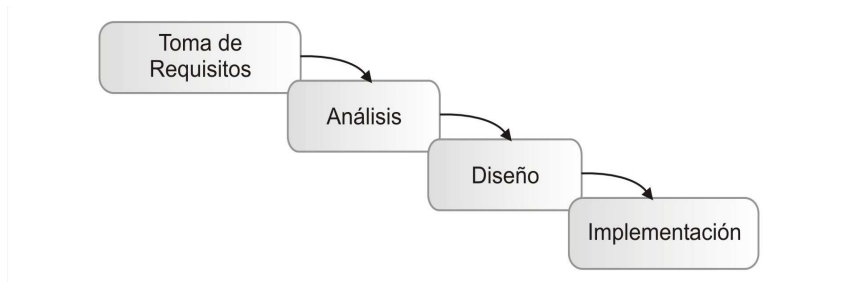 Toma de
Requisitos
Análisis
Diseño
Implementación